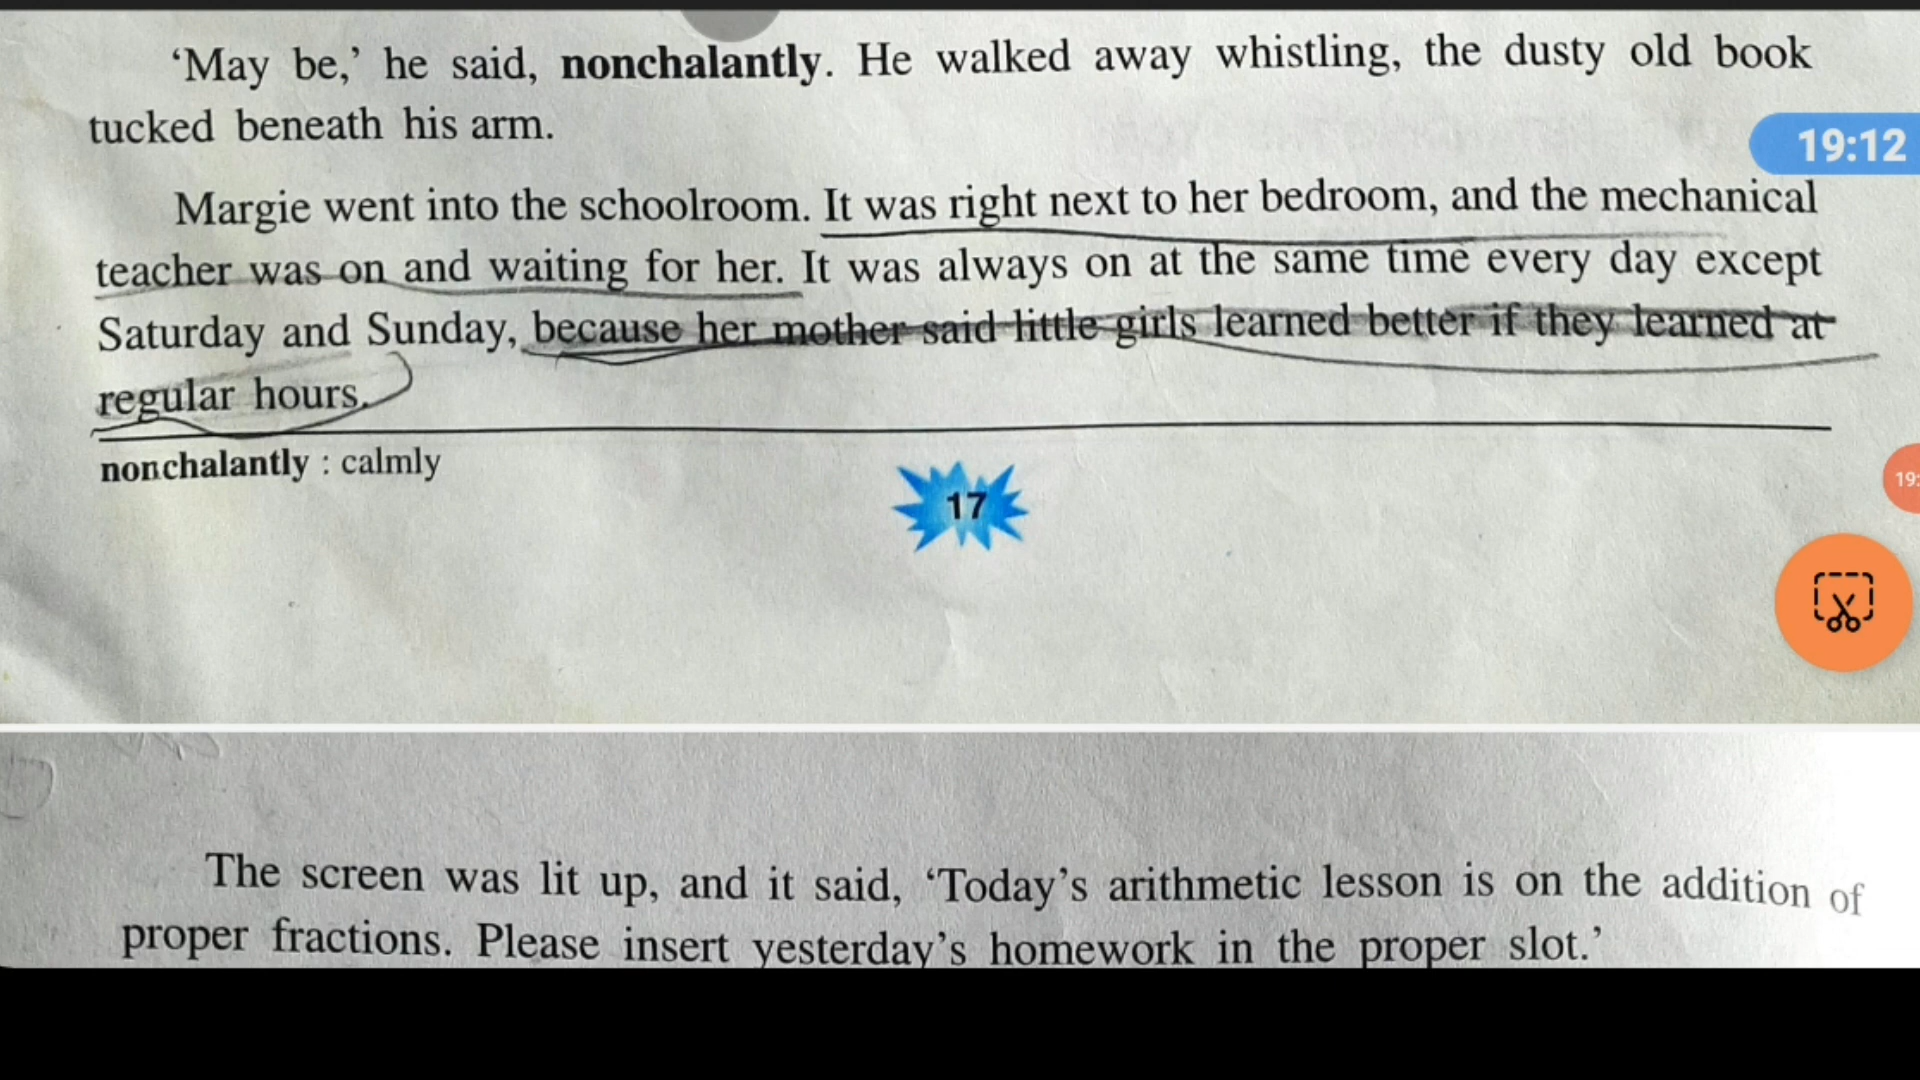 ‘May be,’ he said, nonchalantly. He walked away whistling, the dusty old book
tucked beneath his arm.
19:12
Margie went into the schoolroom. It was right next to her bedroom, and the mechanical
teacher was on and waiting for her. It was always on at the same time every day except
Saturday and Sunday, because her mother said little girls learned better if they learned at
regular hours.
nonchalantly : calmly
17
19:
The screen was lit up, and it said, ‘Today’s arithmetic lesson is on the addition of
proper fractions. Please insert yesterday’s homework in the proper slot.’